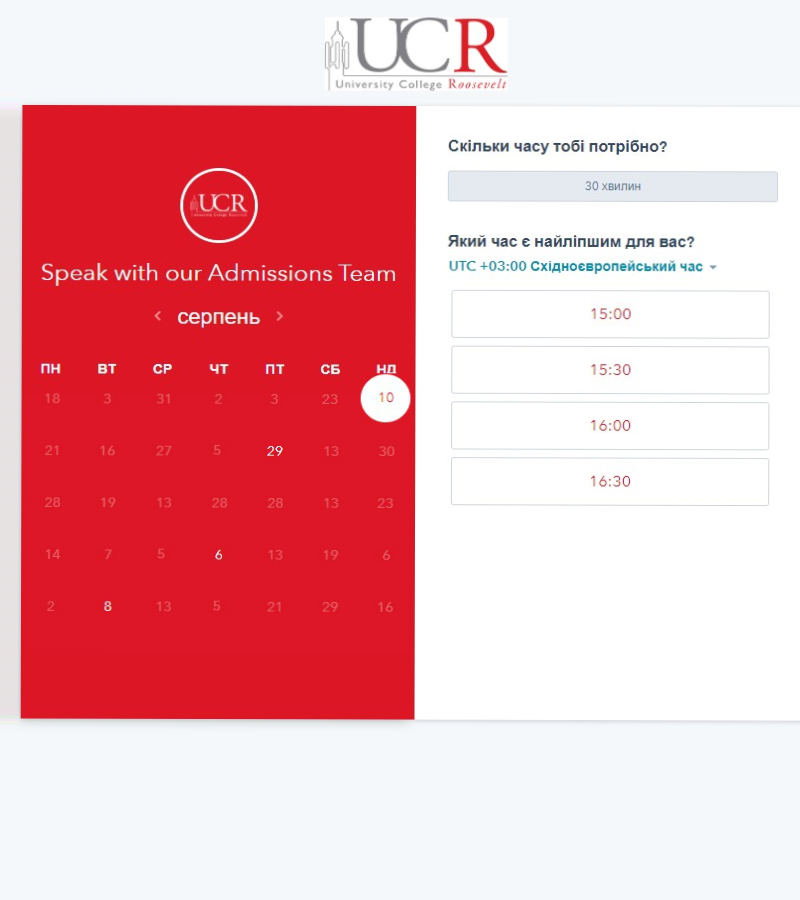 UCR
University College Roosevelt
UCR
University College Roosevelt
Speak with our Admissions Team
серпень
ПН ВТ СР ЧТ ПТ СБ НД
18 3 31 2 3 23 10
21 16 27 5 29 13 30
28 19 13 28 28 13 23
14 7 5 6 13 19 6
2 8 13 5 21 29 16
Скільки часу тобі потрібно?
30 хвилин
Який час є найліпшим для вас?
UTC +03:00 Східноєвропейський час
15:00
15:30
16:00
16:30